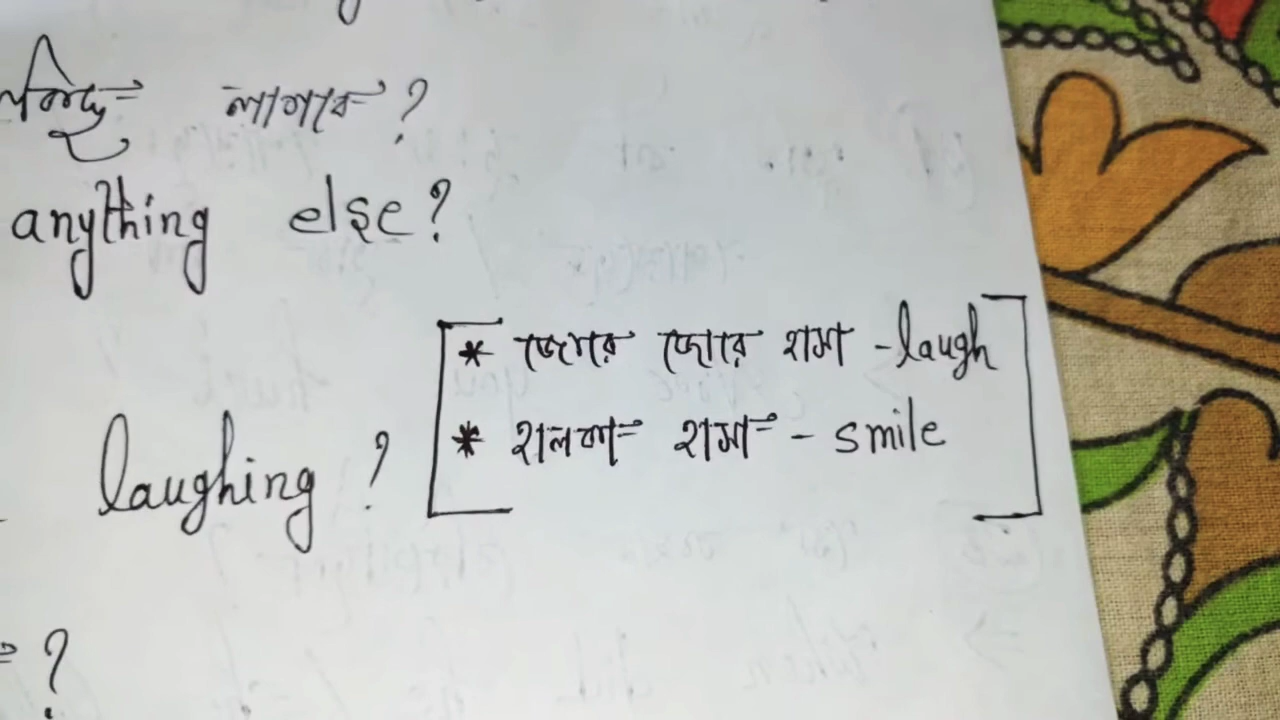 কিছু লাগবে ?
anything else ?
* জোরে জোরে হাসা - laugh
* হালকা হাসা - smile
laughing ?
?